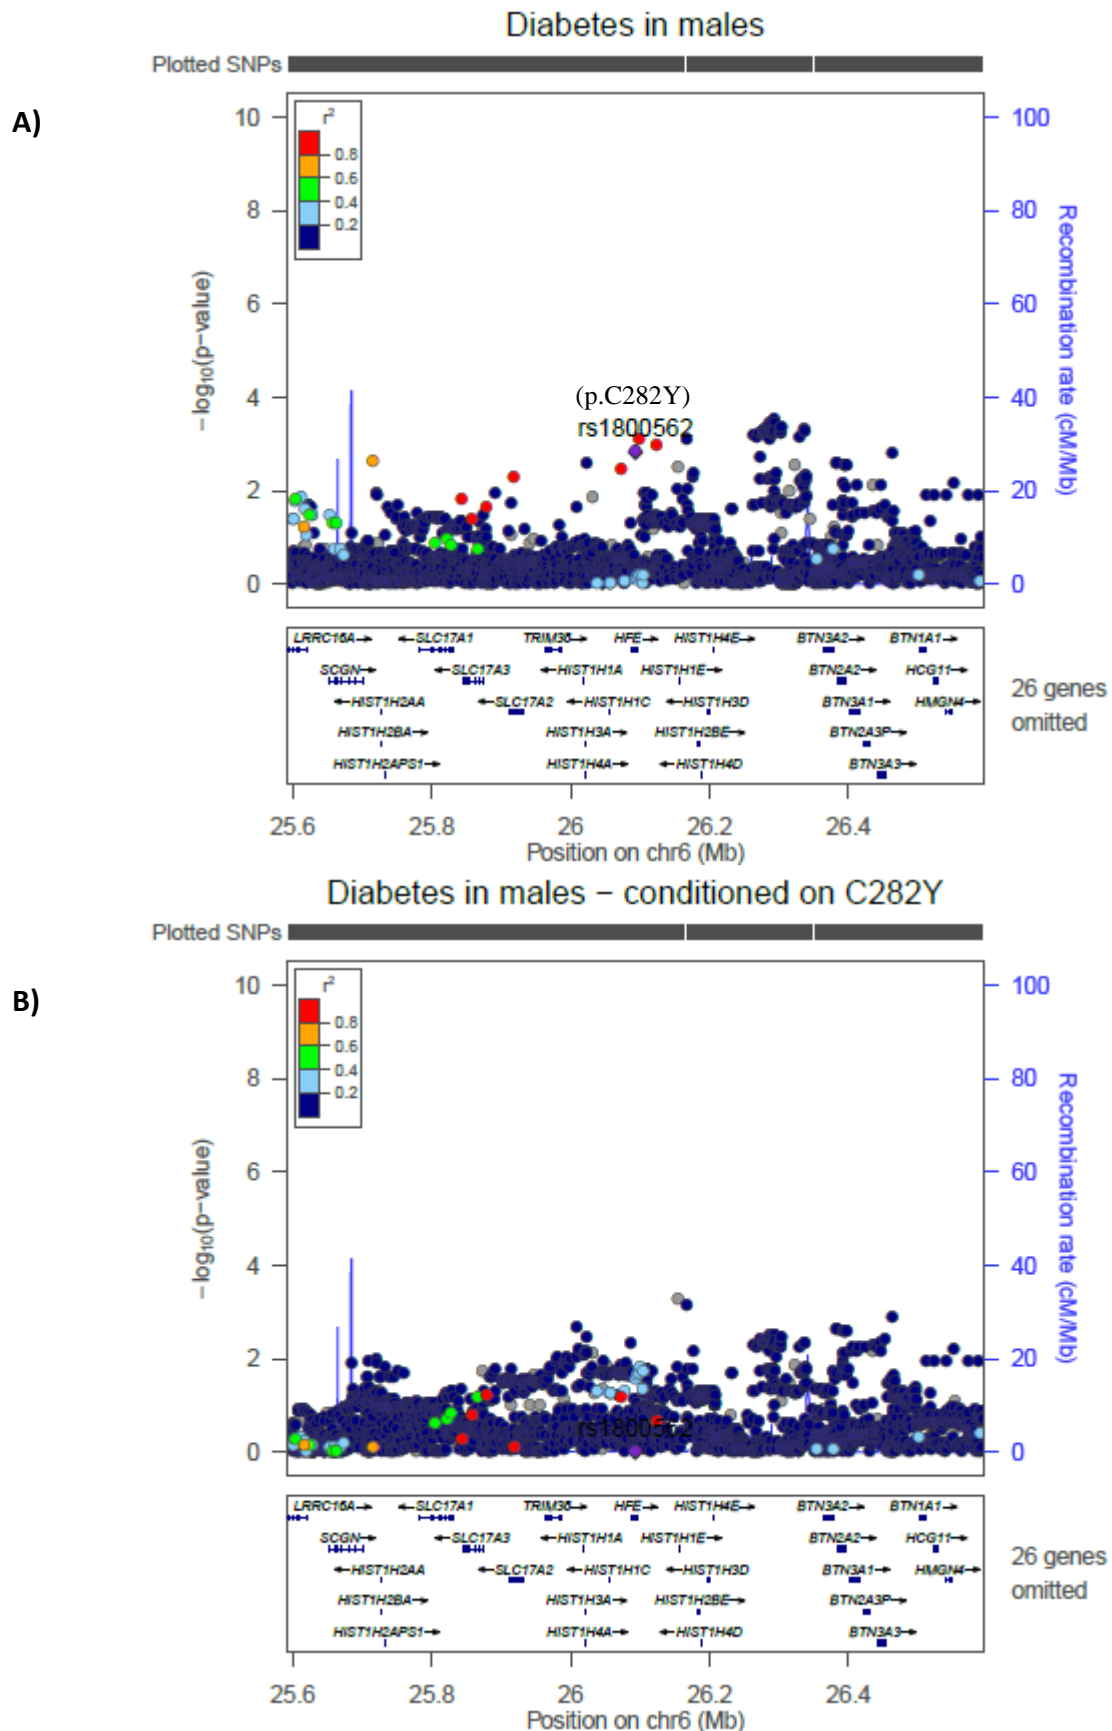 Diabetes in males
Plotted SNPs
A)
r²
0.8
0.6
0.4
0.2
10
8
6
4
2
0
100
80
60
40
20
0
−log₁₀(p−value)
Recombination rate (cM/Mb)
(p.C282Y)
rs1800562
LRRC16A→ ←SLC17A1 TRIM38→ HFE→ HIST1H4E→ BTN3A2→ BTN1A1→
SCGN→ ←SLC17A3 ←HIST1H1A HIST1H1E→ BTN2A2→ HCG11→
←HIST1H2AA ←SLC17A2 ←HIST1H1C ←HIST1H3D BTN3A1→ HMGN4→
HIST1H2BA→ HIST1H3A→ HIST1H2BE→ BTN2A3P→
HIST1H2APS1→ HIST1H4A→ ←HIST1H4D BTN3A3→
26 genes
omitted
25.6 25.8 26 26.2 26.4
Position on chr6 (Mb)
Diabetes in males − conditioned on C282Y
Plotted SNPs
B)
r²
0.8
0.6
0.4
0.2
10
8
6
4
2
0
100
80
60
40
20
0
−log₁₀(p−value)
Recombination rate (cM/Mb)
rs1800562
LRRC16A→ ←SLC17A1 TRIM38→ HFE→ HIST1H4E→ BTN3A2→ BTN1A1→
SCGN→ ←SLC17A3 ←HIST1H1A HIST1H1E→ BTN2A2→ HCG11→
←HIST1H2AA ←SLC17A2 ←HIST1H1C ←HIST1H3D BTN3A1→ HMGN4→
HIST1H2BA→ HIST1H3A→ HIST1H2BE→ BTN2A3P→
HIST1H2APS1→ HIST1H4A→ ←HIST1H4D BTN3A3→
26 genes
omitted
25.6 25.8 26 26.2 26.4
Position on chr6 (Mb)